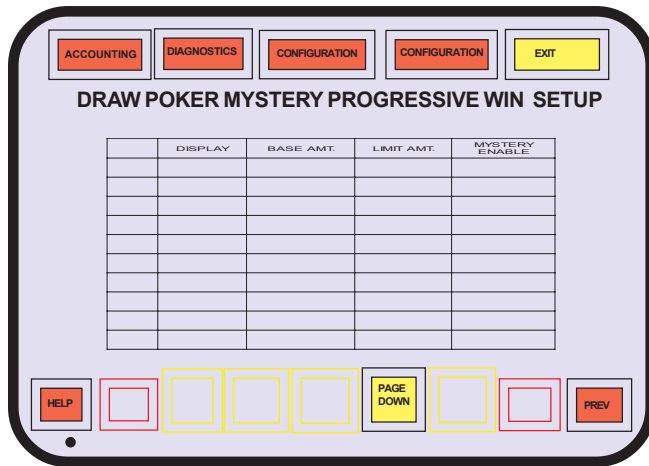 ACCOUNTING DIAGNOSTICS CONFIGURATION CONFIGURATION EXIT
DRAW POKER MYSTERY PROGRESSIVE WIN SETUP
DISPLAY BASE AMT. LIMIT AMT. MYSTERY
ENABLE
PAGE
DOWN
HELP PREV